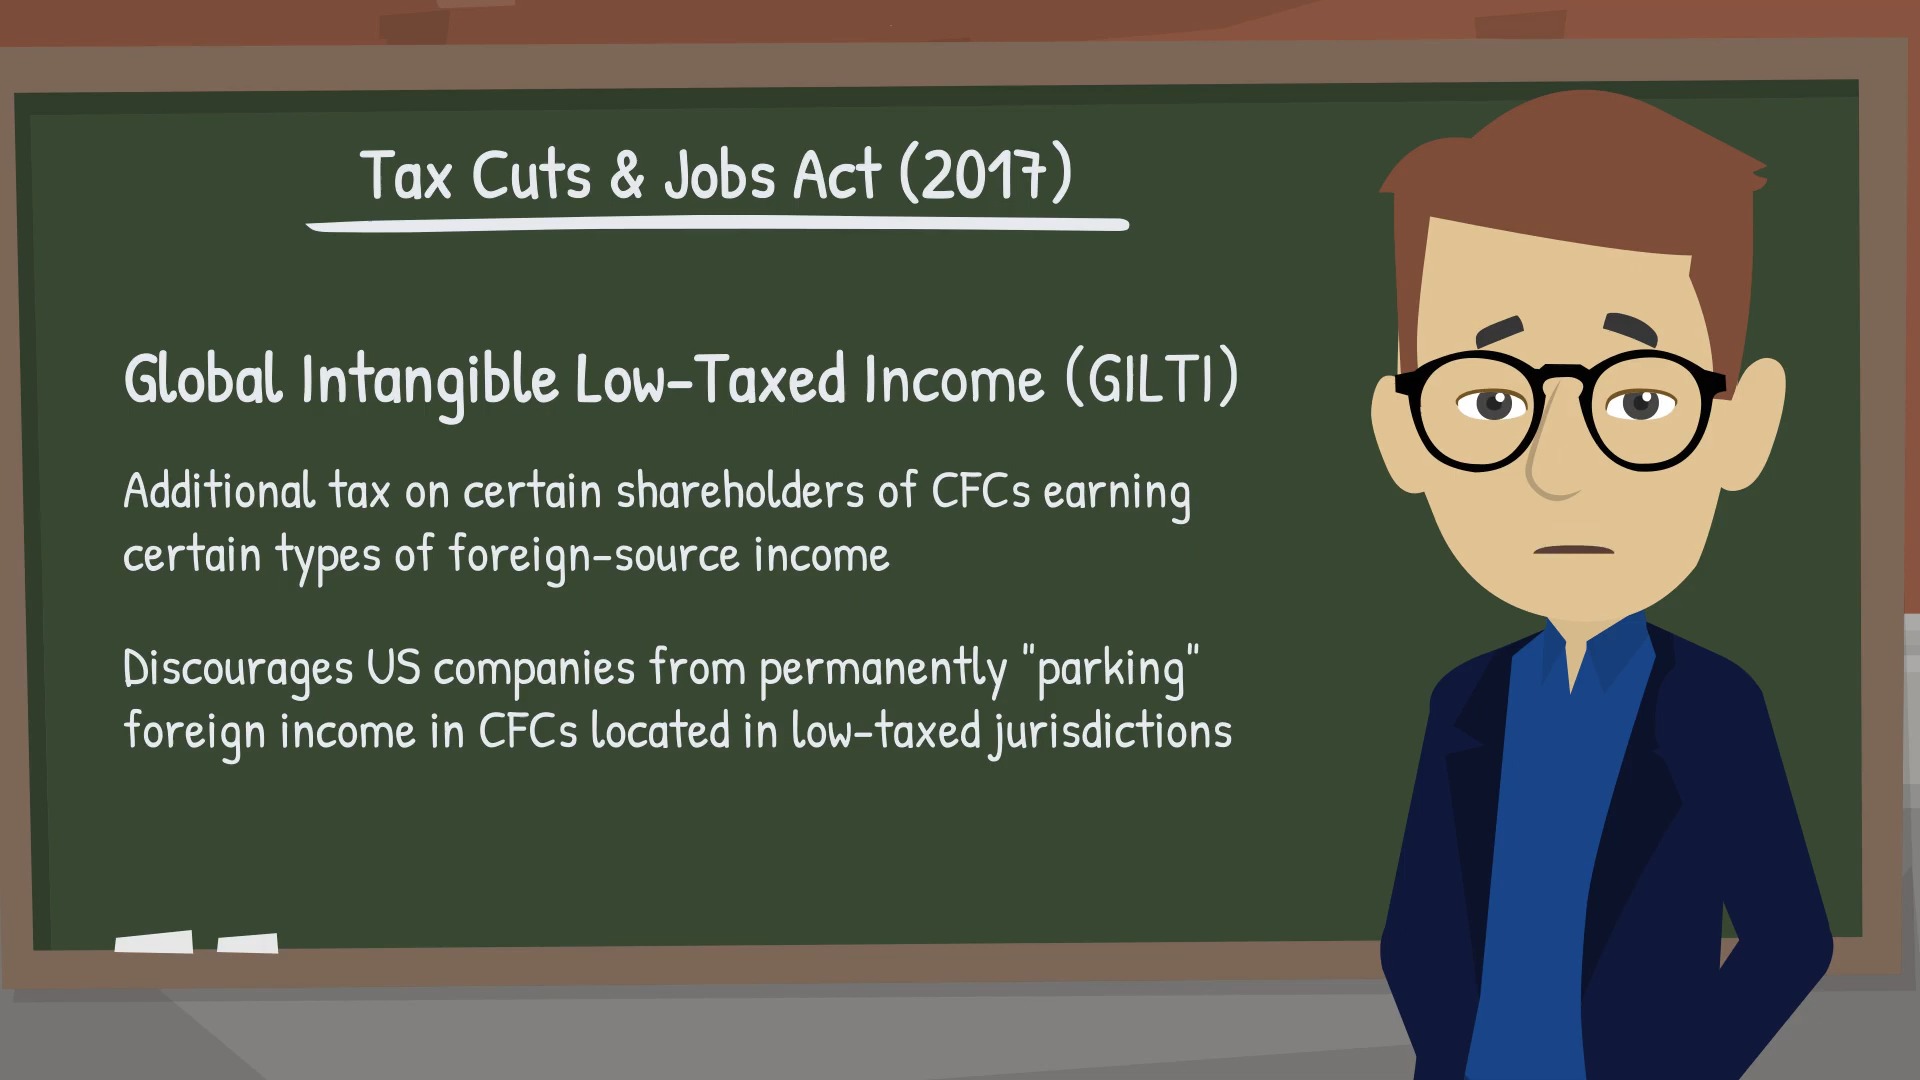 Tax Cuts & Jobs Act (2017)
Global Intangible Low-Taxed Income (GILTI)
Additional tax on certain shareholders of CFCs earning
certain types of foreign-source income
Discourages US companies from permanently "parking"
foreign income in CFCs located in low-taxed jurisdictions